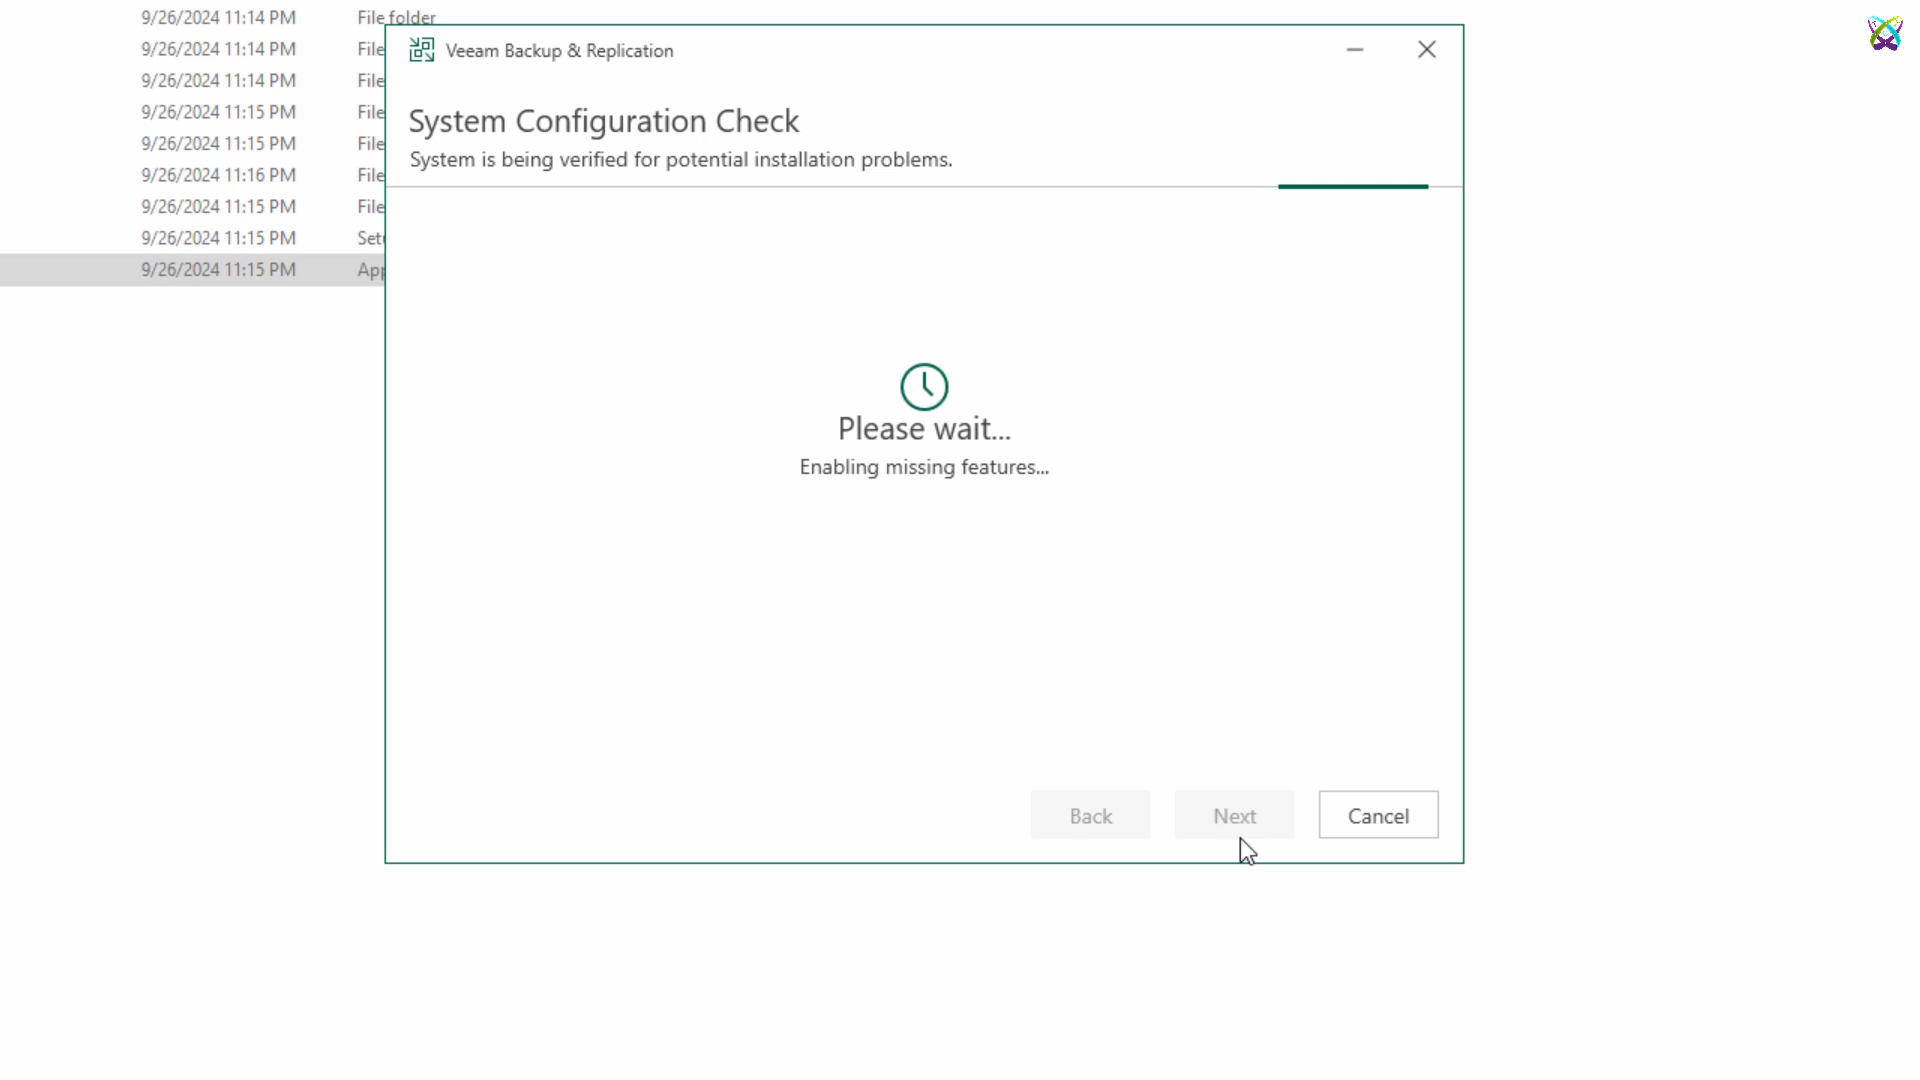 9/26/2024 11:14 PM File folder
9/26/2024 11:14 PM File
9/26/2024 11:14 PM File
9/26/2024 11:15 PM File
9/26/2024 11:15 PM File
9/26/2024 11:16 PM File
9/26/2024 11:15 PM File
9/26/2024 11:15 PM Set
9/26/2024 11:15 PM App
Veeam Backup & Replication
System Configuration Check
System is being verified for potential installation problems.
Please wait...
Enabling missing features...
Back Next Cancel